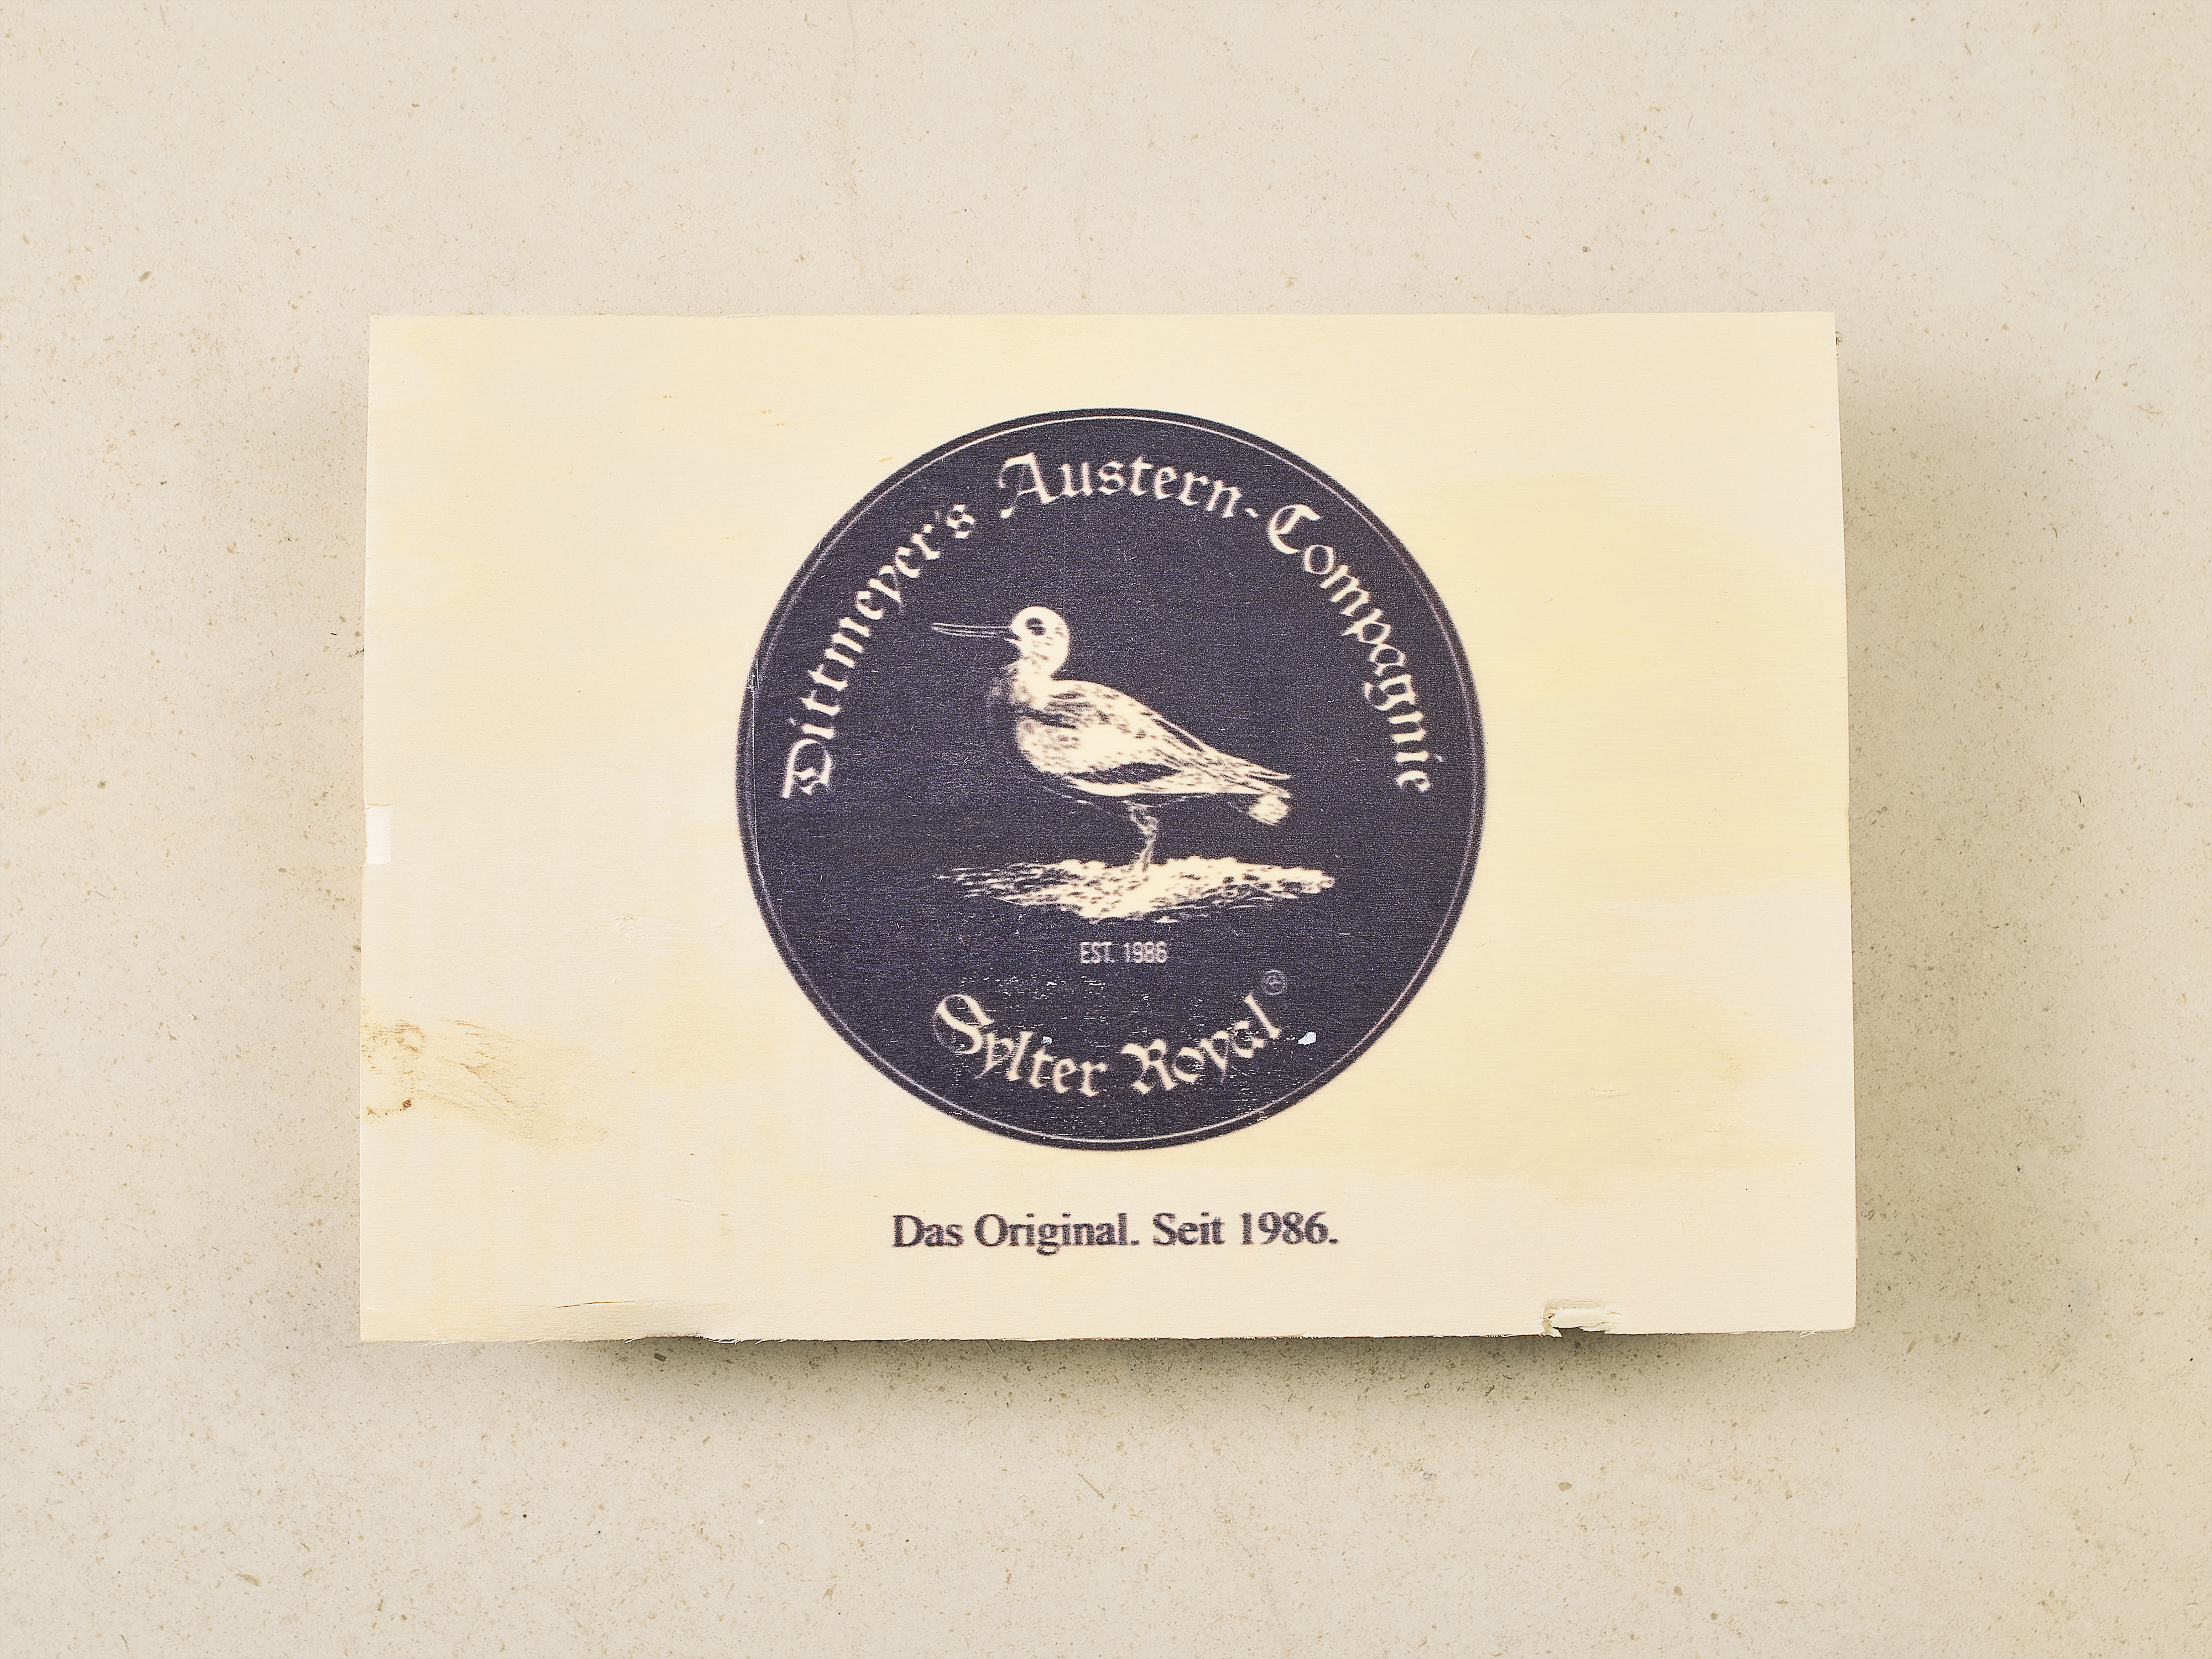 Dittmeyer's Austern-Compagnie
EST. 1986
Sylter Royal®
Das Original. Seit 1986.